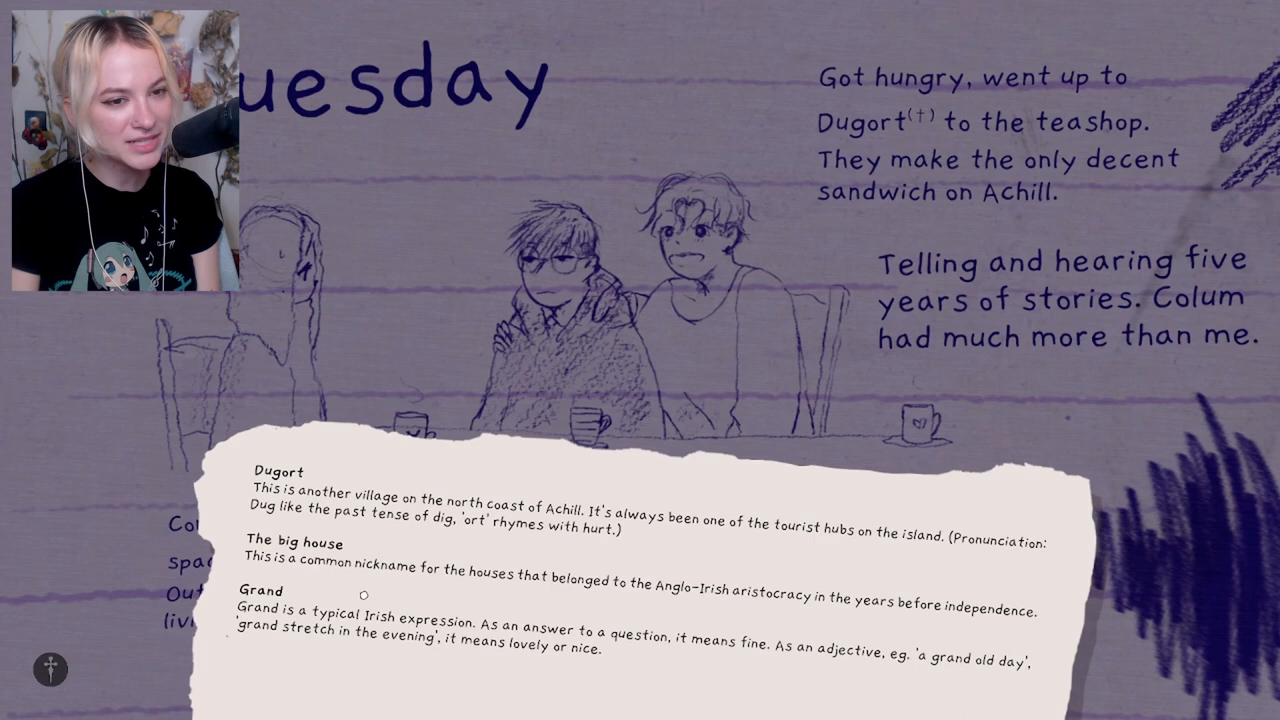 uesday
Got hungry, went up to
Dugort(†) to the teashop.
They make the only decent
sandwich on Achill.
Telling and hearing five
years of stories. Colum
had much more than me.
Dugort
This is another village on the north coast of Achill. It's always been one of the tourist hubs on the island. (Pronunciation:
Dug like the past tense of dig, 'ort' rhymes with hurt.)
The big house
This is a common nickname for the houses that belonged to the Anglo-Irish aristocracy in the years before independence.
Grand
Grand is a typical Irish expression. As an answer to a question, it means fine. As an adjective, eg. 'a grand old day',
'grand stretch in the evening', it means lovely or nice.